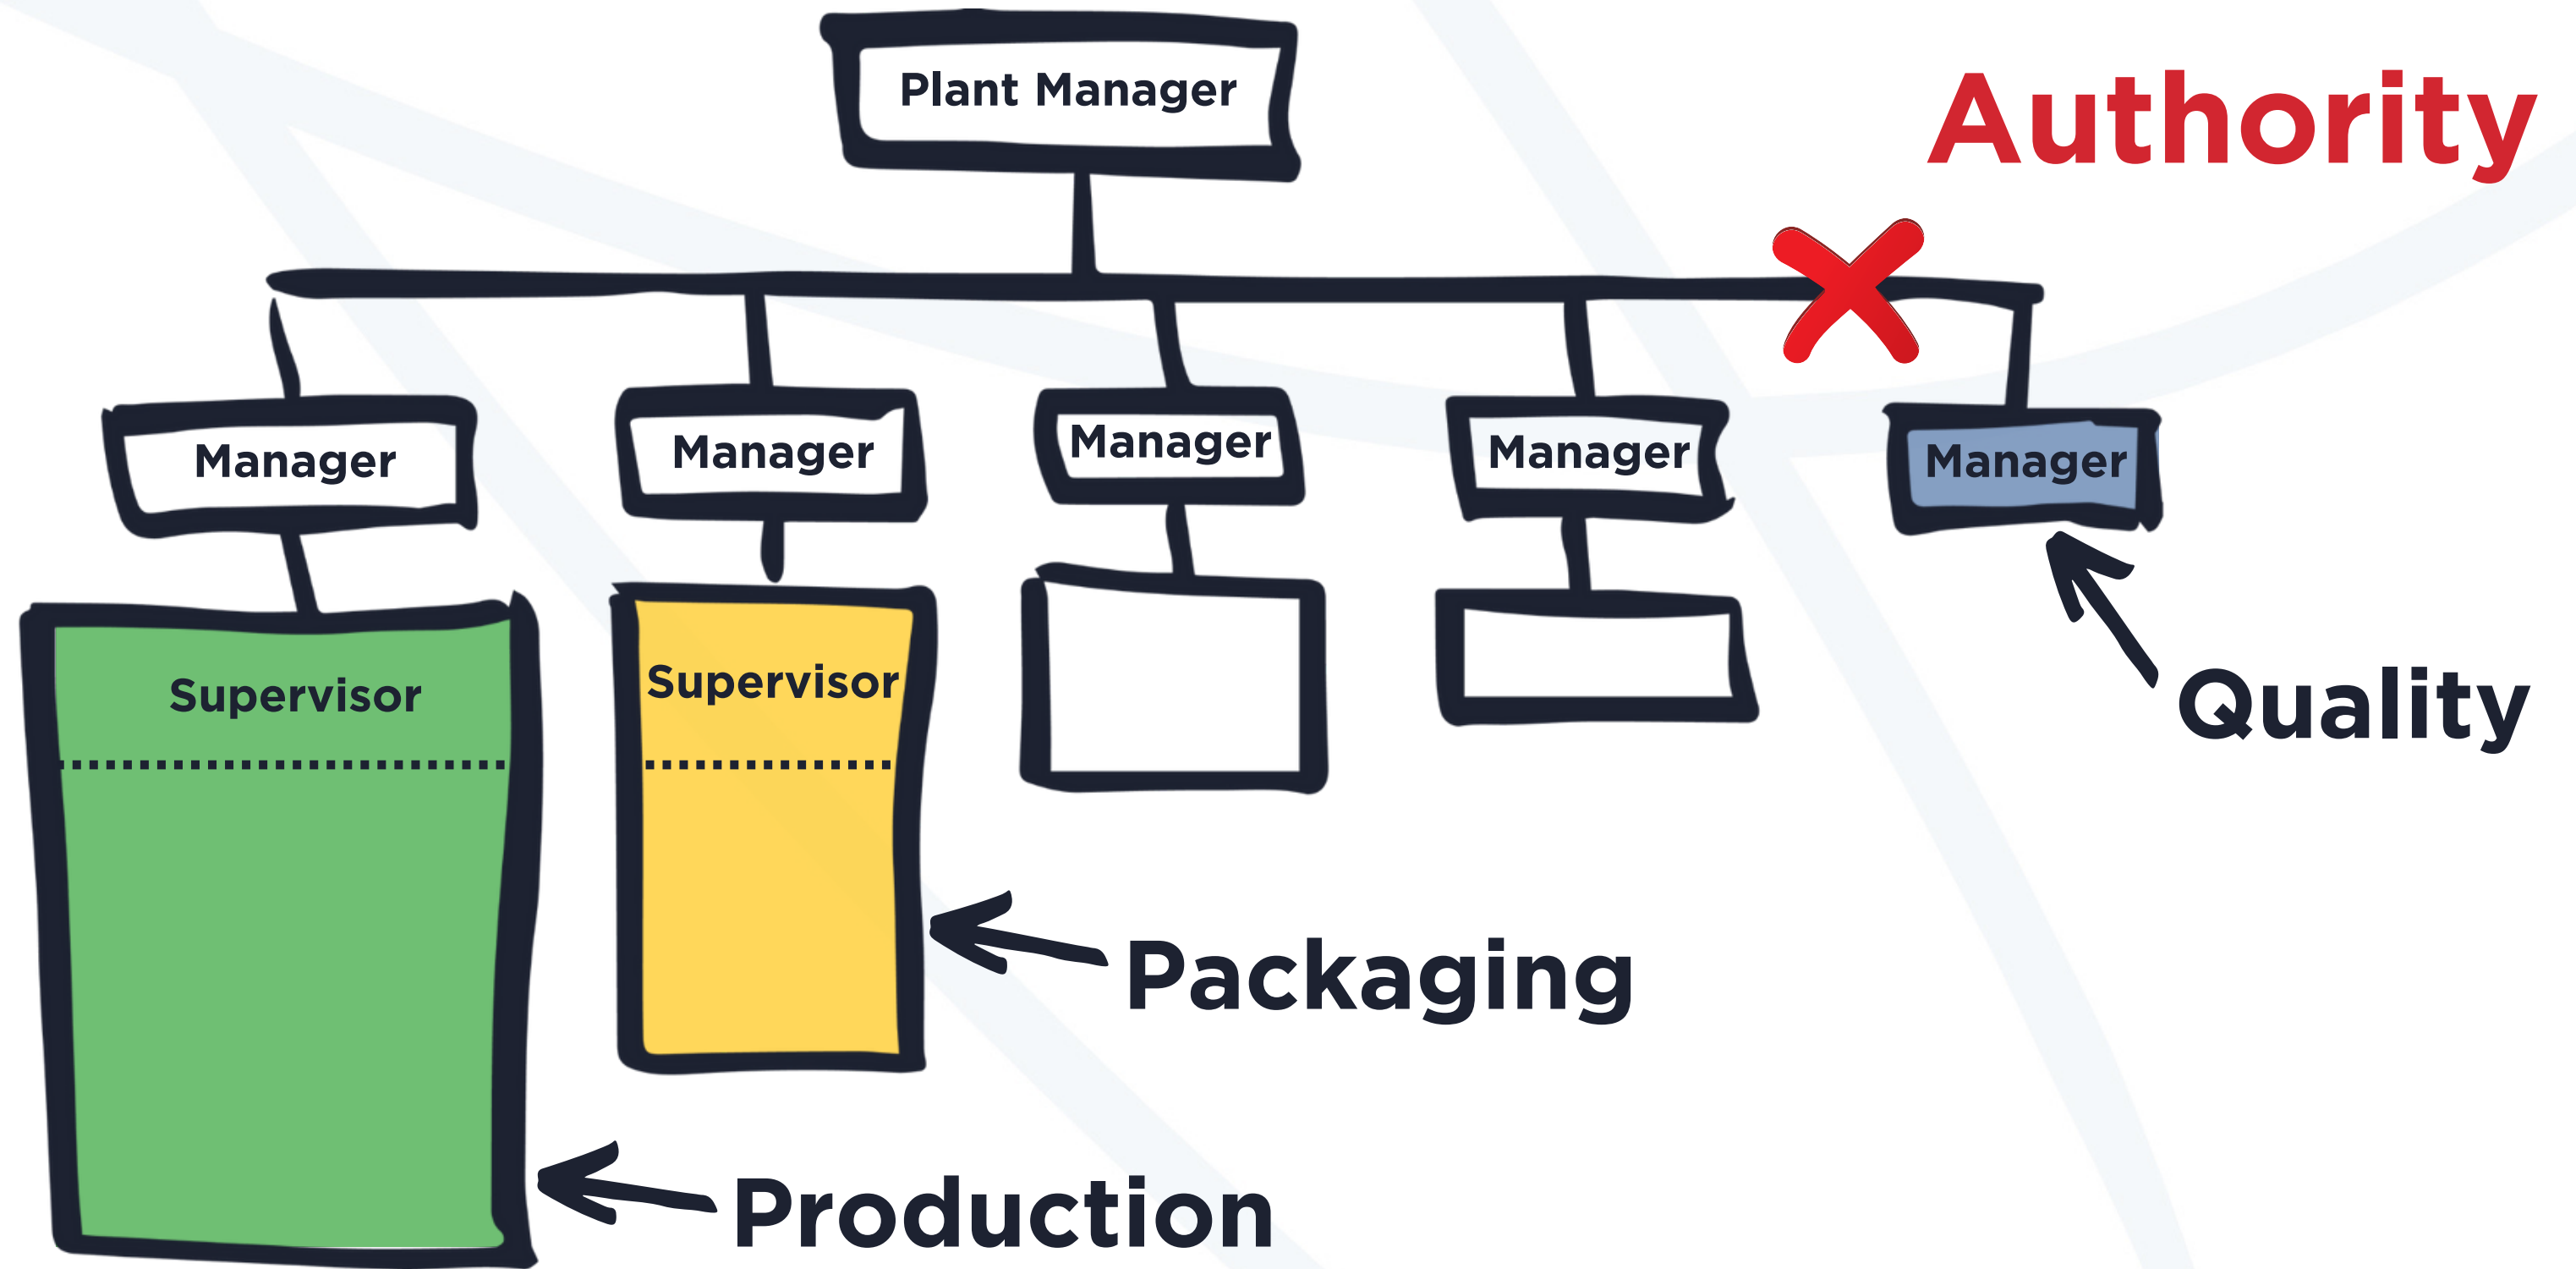 Plant Manager
Authority
Manager
Manager
Manager
Manager
Manager
Supervisor
Supervisor
Quality
Packaging
Production